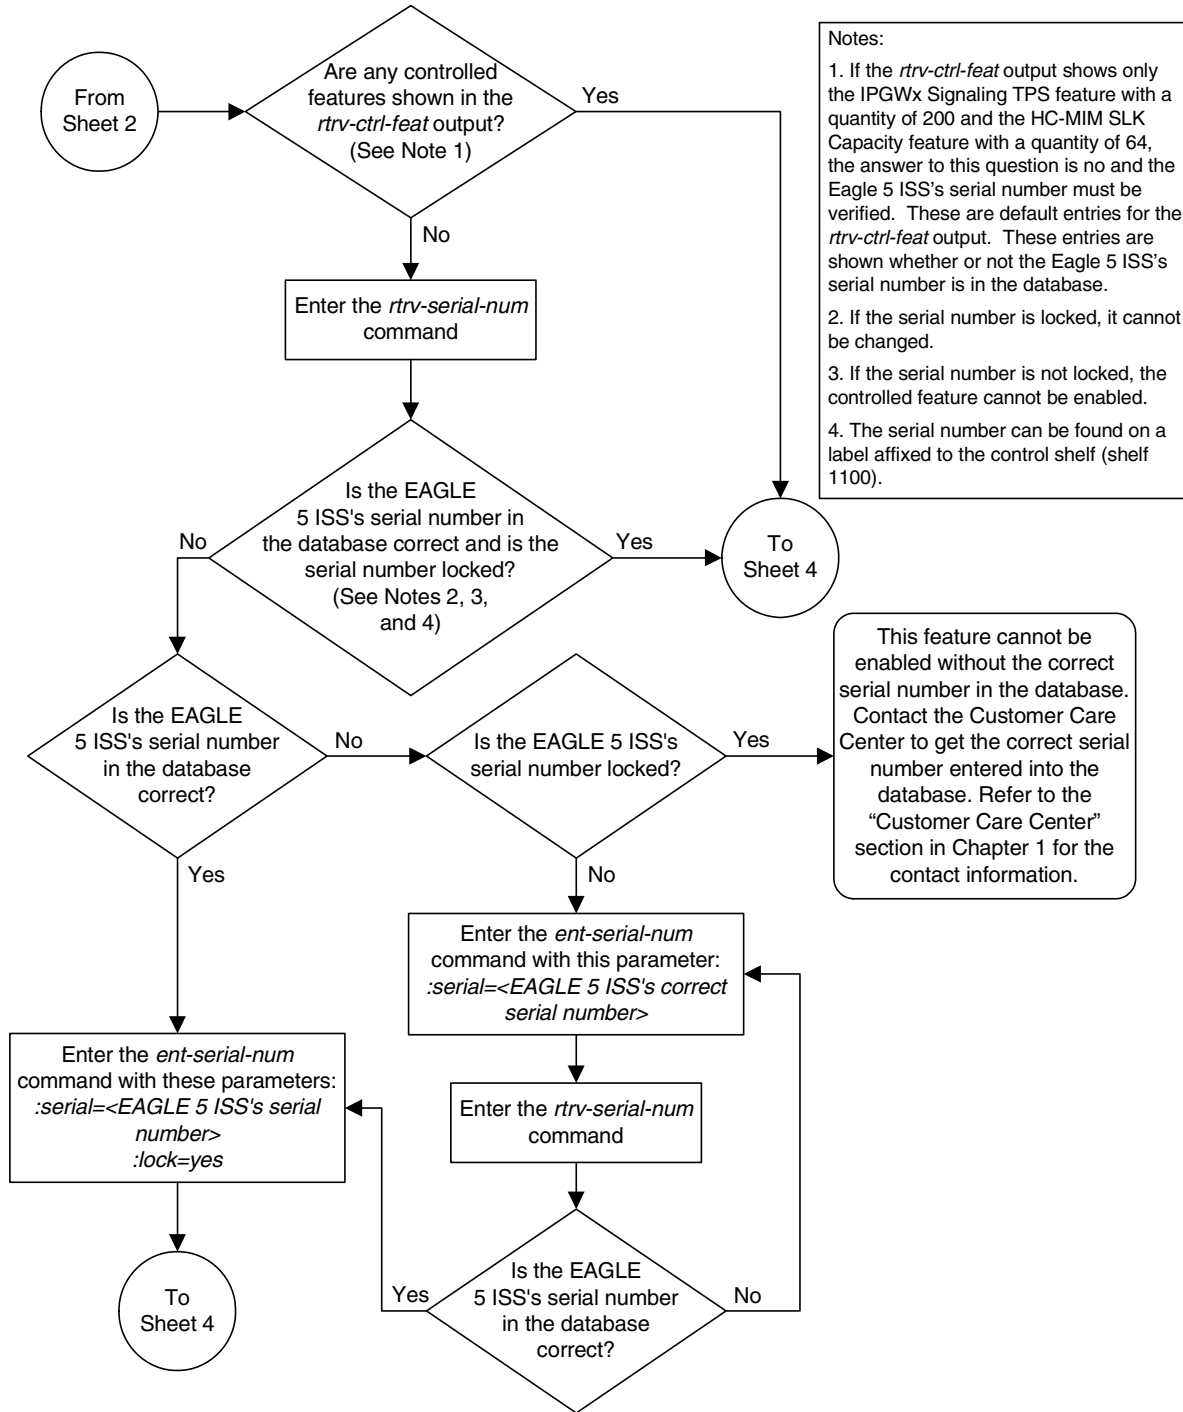 From
Sheet 2
Are any controlled
features shown in the
rtrv-ctrl-feat output?
(See Note 1)
Yes
No
Notes:
1. If the rtrv-ctrl-feat output shows only
the IPGWx Signaling TPS feature with a
quantity of 200 and the HC-MIM SLK
Capacity feature with a quantity of 64,
the answer to this question is no and the
Eagle 5 ISS's serial number must be
verified. These are default entries for the
rtrv-ctrl-feat output. These entries are
shown whether or not the Eagle 5 ISS's
serial number is in the database.
2. If the serial number is locked, it cannot
be changed.
3. If the serial number is not locked, the
controlled feature cannot be enabled.
4. The serial number can be found on a
label affixed to the control shelf (shelf
1100).
Enter the rtrv-serial-num
command
Is the EAGLE
5 ISS's serial number in
the database correct and is the
serial number locked?
(See Notes 2, 3,
and 4)
No
Yes
To
Sheet 4
Is the EAGLE
5 ISS's serial number
in the database
correct?
No
Yes
Is the EAGLE 5 ISS's
serial number locked?
Yes
No
This feature cannot be
enabled without the correct
serial number in the database.
Contact the Customer Care
Center to get the correct serial
number entered into the
database. Refer to the
“Customer Care Center”
section in Chapter 1 for the
contact information.
Enter the ent-serial-num
command with this parameter:
:serial=<EAGLE 5 ISS's correct
serial number>
Enter the ent-serial-num
command with these parameters:
:serial=<EAGLE 5 ISS's serial
number>
:lock=yes
Enter the rtrv-serial-num
command
Is the EAGLE
5 ISS's serial number
in the database
correct?
Yes
No
To
Sheet 4